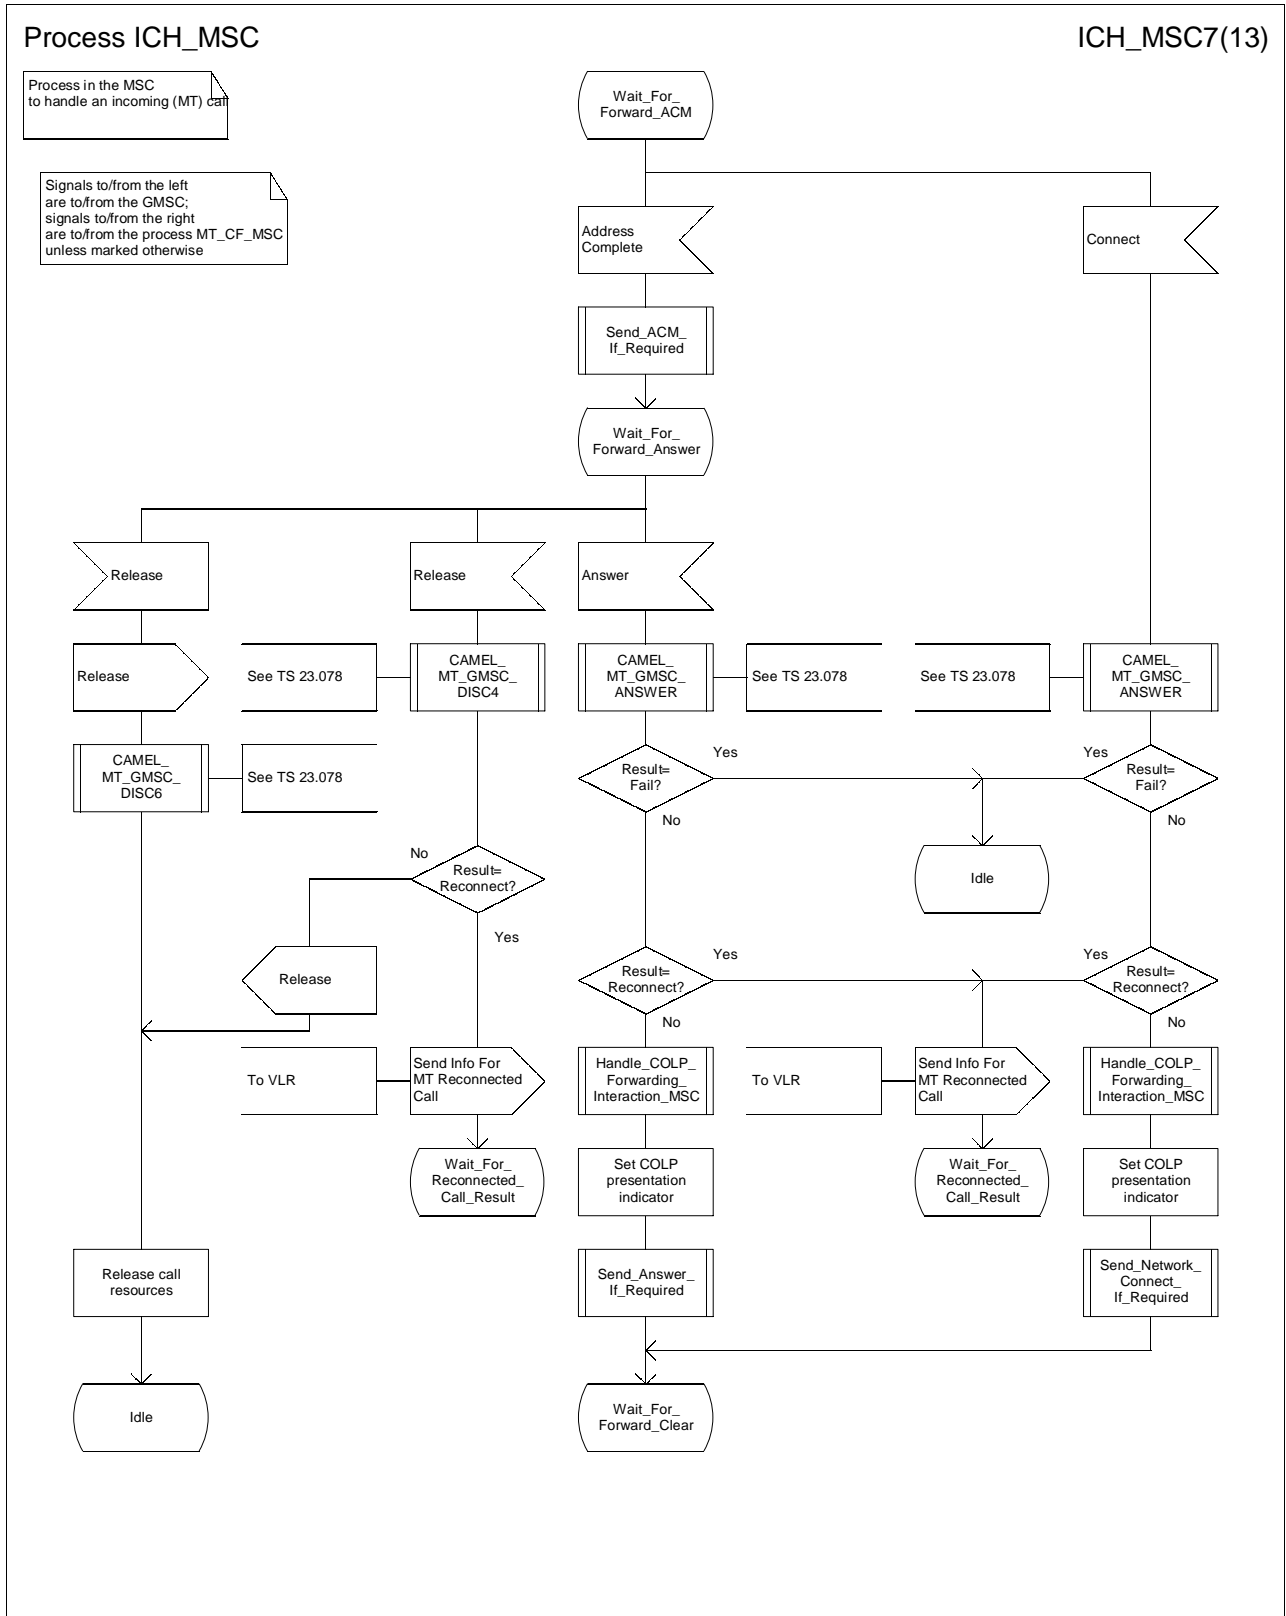 Process ICH_MSC
ICH_MSC7(13)
Process in the MSC
to handle an incoming (MT) call
Signals to/from the left
are to/from the GMSC;
signals to/from the right
are to/from the process MT_CF_MSC
unless marked otherwise
Wait_For_
Forward_ACM
Address
Complete
Connect
Send_ACM_
If_Required
Wait_For_
Forward_Answer
Release
Release
Answer
Release
See TS 23.078
CAMEL_
MT_GMSC_
DISC4
CAMEL_
MT_GMSC_
ANSWER
See TS 23.078
See TS 23.078
CAMEL_
MT_GMSC_
ANSWER
CAMEL_
MT_GMSC_
DISC6
See TS 23.078
Result=
Fail?
Yes
No
Yes
Result=
Fail?
No
No
Result=
Reconnect?
Yes
Idle
Release
Result=
Reconnect?
Yes
No
Yes
Result=
Reconnect?
No
To VLR
Send Info For
MT Reconnected
Call
Handle_COLP_
Forwarding_
Interaction_MSC
To VLR
Send Info For
MT Reconnected
Call
Handle_COLP_
Forwarding_
Interaction_MSC
Wait_For_
Reconnected_
Call_Result
Set COLP
presentation
indicator
Wait_For_
Reconnected_
Call_Result
Set COLP
presentation
indicator
Release call
resources
Send_Answer_
If_Required
Send_Network_
Connect_
If_Required
Idle
Wait_For_
Forward_Clear